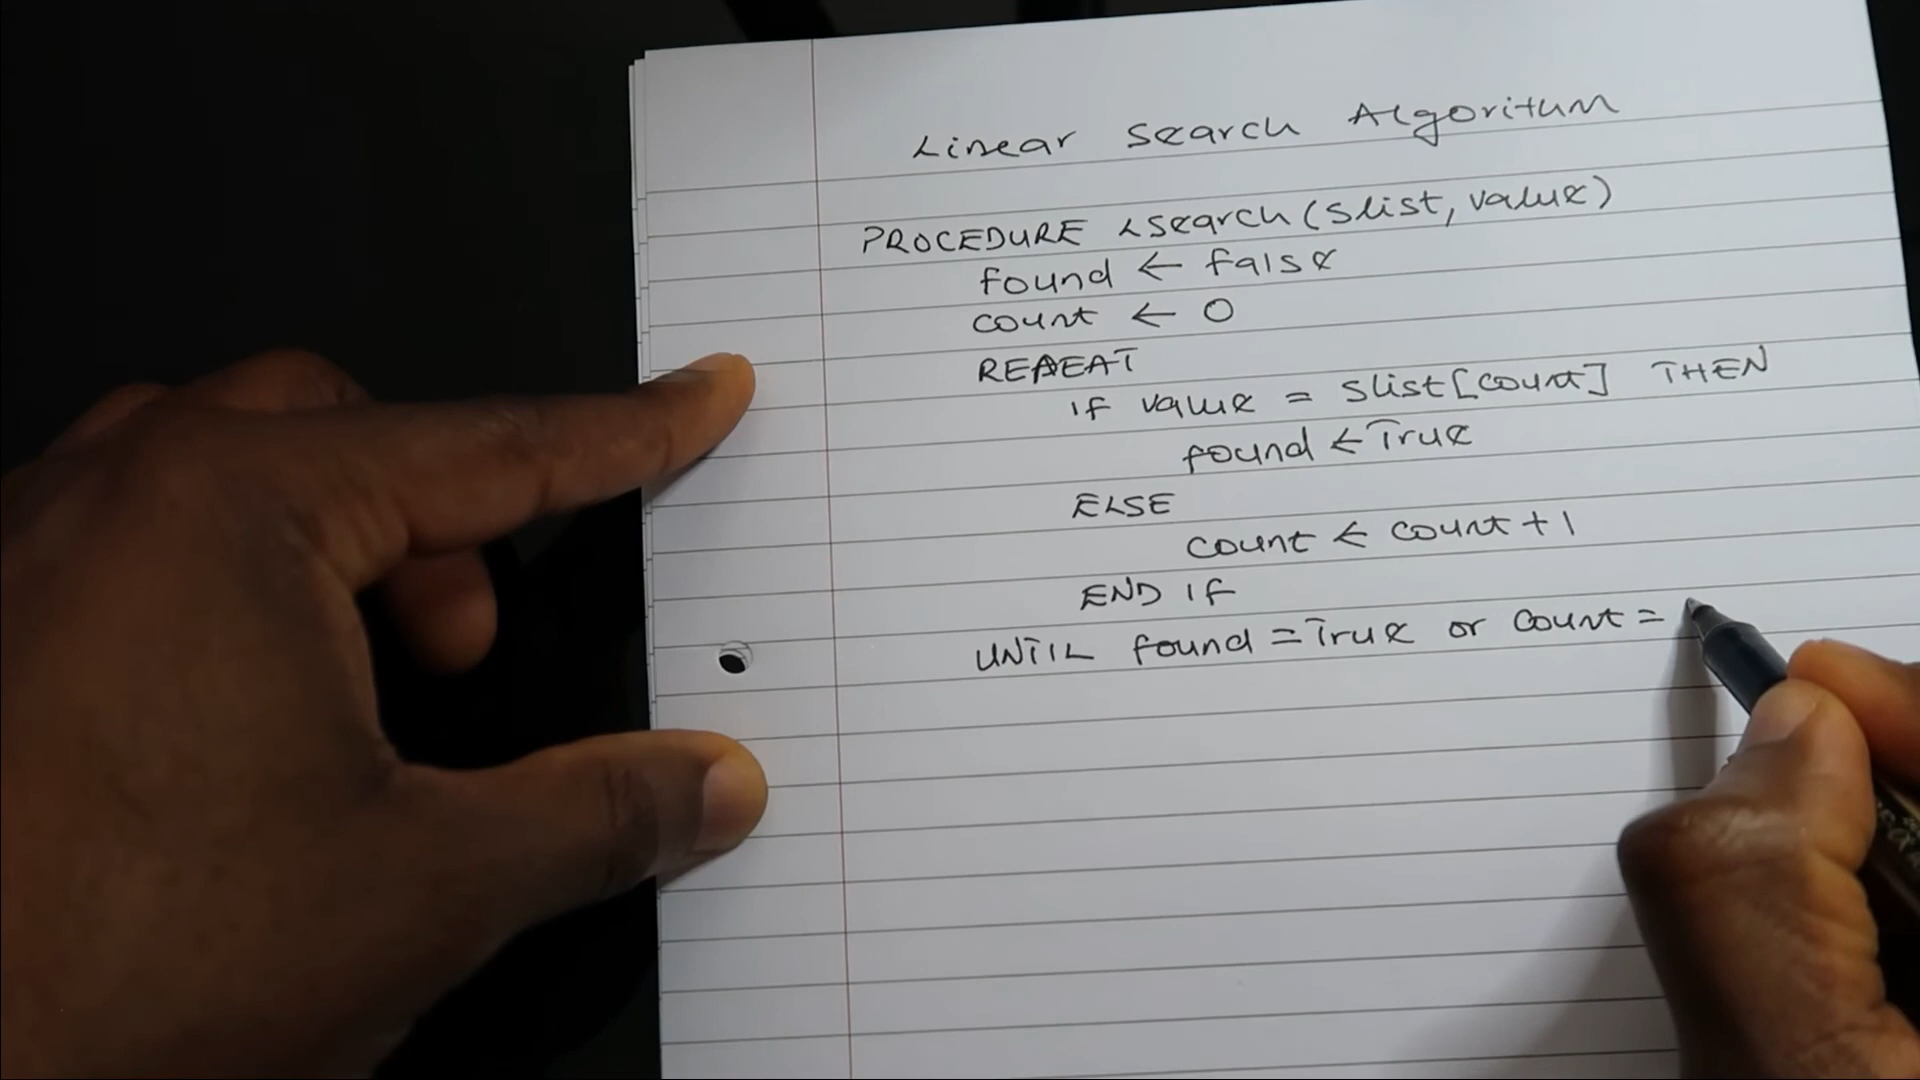 Linear Search Algoritum
PROCEDURE Lsearch(slist, value)
found ← false
count ← 0
REPEAT
IF value = slist[count] THEN
found ← True
ELSE
count ← count + 1
END IF
UNTIL found = True or count =